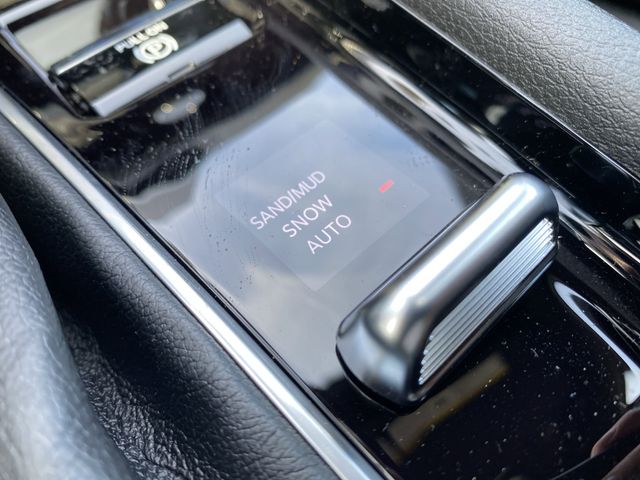 PULL ON
(P)
SAND/MUD
SNOW
AUTO